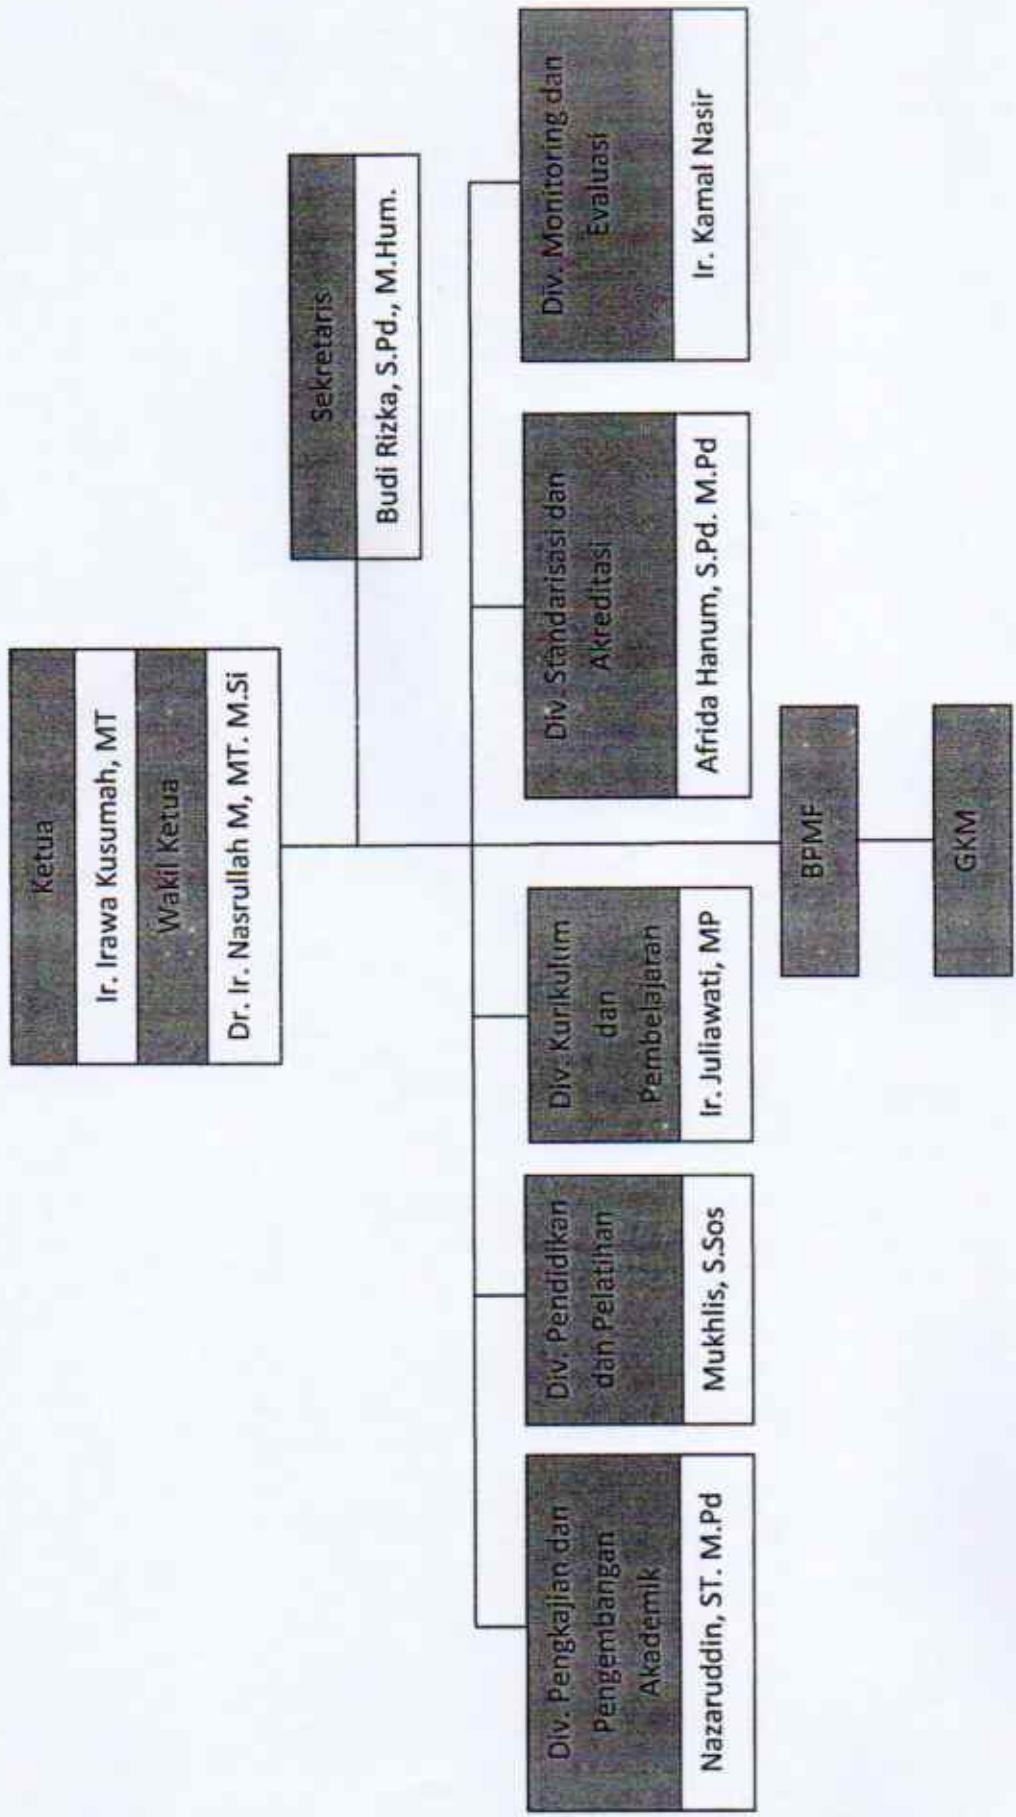 Ketua
Ir. Irawa Kusumah, MT
Wakil Ketua
Dr. Ir. Nasrullah M, MT. M.Si
Sekretaris
Budi Rizka, S.Pd., M.Hum.
Div. Pengkajian dan
Pengembangan
Akademik
Nazaruddin, ST. M.Pd
Div. Pendidikan
dan Pelatihan
Mukhlis, S.Sos
Div. Kurikulum
dan
Pembelajaran
Ir. Juliawati, MP
Div. Standarisasi dan
Akreditasi
Afrida Hanum, S.Pd. M.Pd
Div. Monitoring dan
Evaluasi
Ir. Kamal Nasir
BPMF
GKM